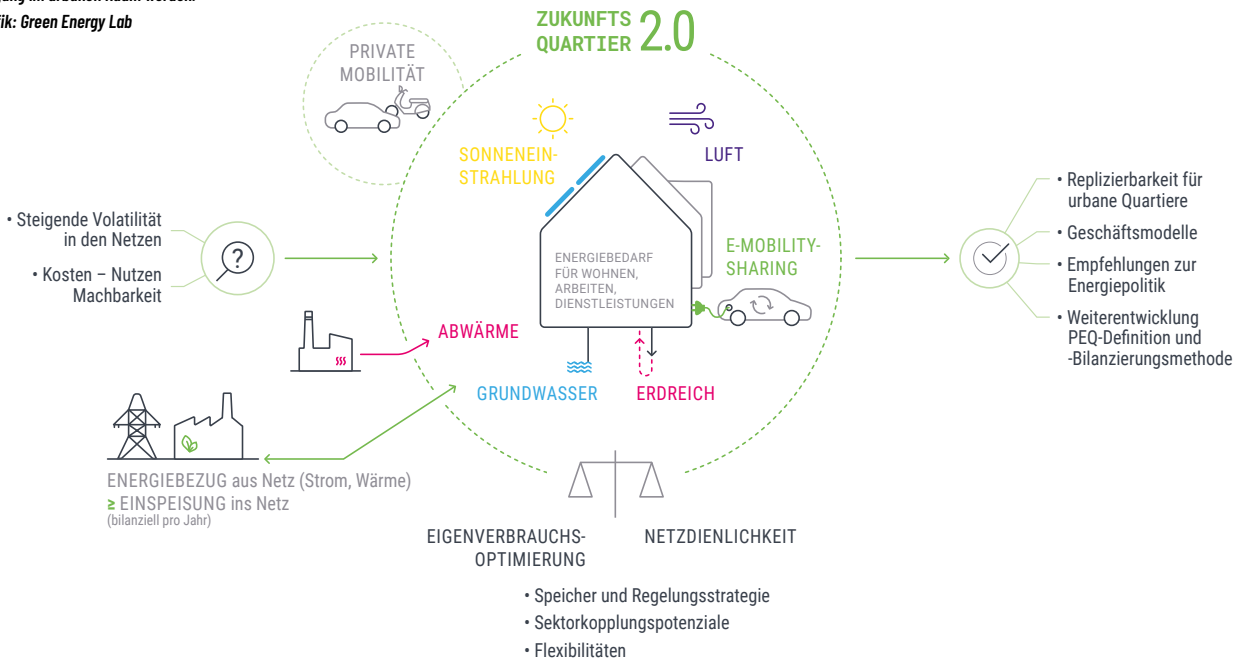 ik: Green Energy Lab
ZUKUNFTS
QUARTIER 2.0
PRIVATE
MOBILITÄT
SONNENEIN-
STRAHLUNG
LUFT
• Steigende Volatilität
in den Netzen
• Kosten – Nutzen
Machbarkeit
?
ENERGIEBEDARF
FÜR WOHNEN,
ARBEITEN,
DIENSTLEISTUNGEN
E-MOBILITY-
SHARING
• Replizierbarkeit für
urbane Quartiere
• Geschäftsmodelle
• Empfehlungen zur
Energiepolitik
• Weiterentwicklung
PEQ-Definition und
-Bilanzierungsmethode
ABWÄRME
GRUNDWASSER
ERDREICH
ENERGIEBEZUG aus Netz (Strom, Wärme)
≥ EINSPEISUNG ins Netz
(bilanziell pro Jahr)
EIGENVERBRAUCHS-
OPTIMIERUNG
NETZDIENLICHKEIT
• Speicher und Regelungsstrategie
• Sektorkopplungspotenziale
• Flexibilitäten